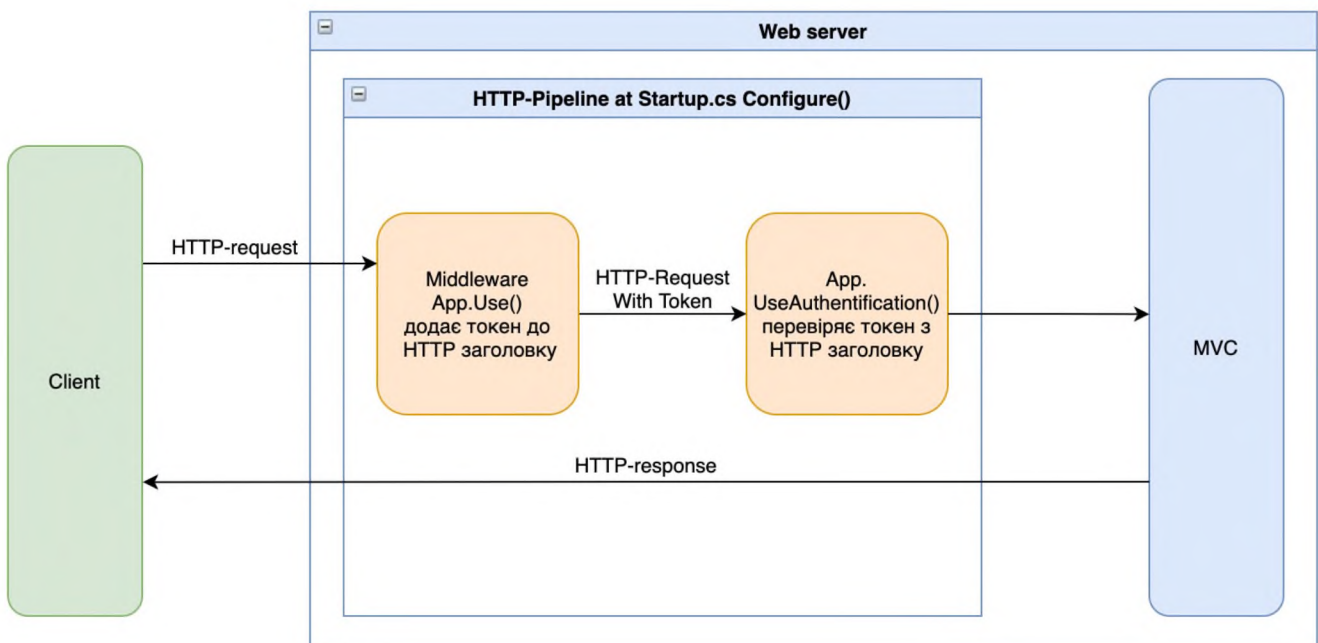 Web server
HTTP-Pipeline at Startup.cs Configure()
HTTP-request
Middleware
App.Use()
додає токен до
HTTP заголовку
HTTP-Request
With Token
App.
UseAuthentification()
перевіряє токен з
HTTP заголовку
Client
MVC
HTTP-response